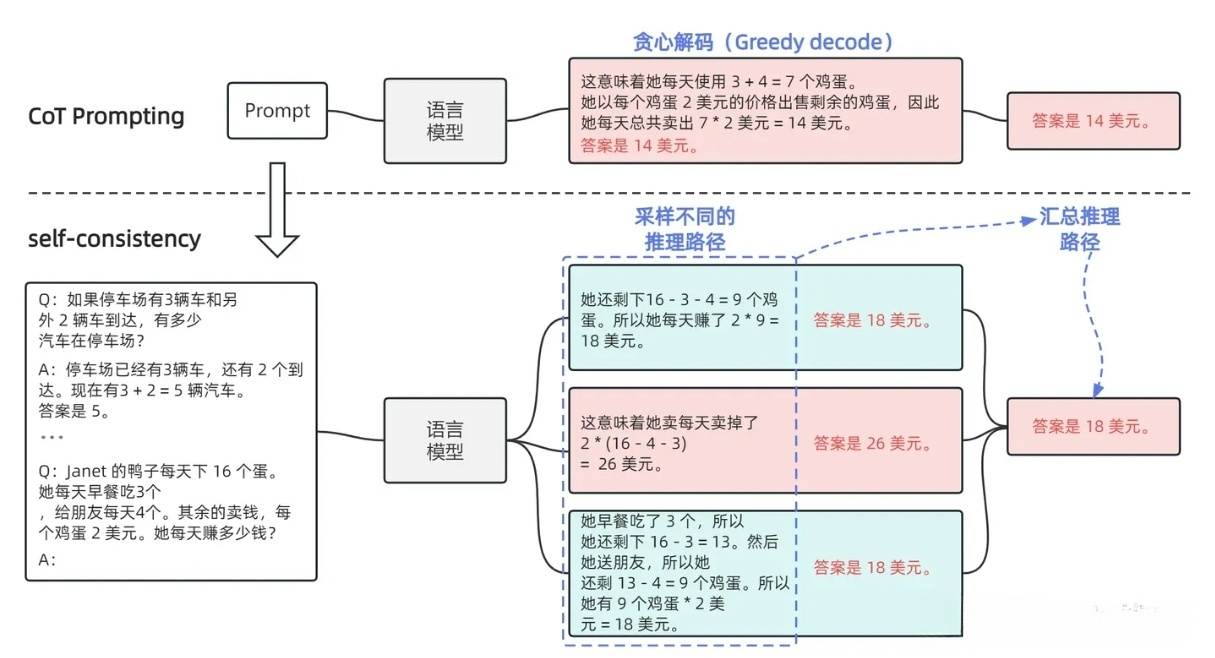 贪心解码（Greedy decode）
CoT Prompting
Prompt
语言
模型
这意味着她每天使用 3 + 4 = 7 个鸡蛋。
她以每个鸡蛋 2 美元的价格出售剩余的鸡蛋，因此
她每天总共卖出 7 * 2 美元 = 14 美元。
答案是 14 美元。
答案是 14 美元。
self-consistency
采样不同的
推理路径
汇总推理
路径
Q：如果停车场有3辆车和另
外 2 辆车到达，有多少
汽车在停车场？
A：停车场已经有3辆车，还有 2 个到
达。现在有3 + 2 = 5 辆汽车。
答案是 5。
...
Q：Janet 的鸭子每天下 16 个蛋。
她每天早餐吃3个
，给朋友每天4个。其余的卖钱，每
个鸡蛋 2 美元。她每天赚多少钱？
A：
语言
模型
她还剩下16 - 3 - 4 = 9 个鸡
蛋。所以她每天赚了 2 * 9 =
18 美元。
答案是 18 美元。
这意味着她卖每天卖掉了
2 * (16 - 4 - 3)
= 26 美元。
答案是 26 美元。
她早餐吃了 3 个，所以
她还剩下 16 - 3 = 13。然后
她送朋友，所以她
还剩 13 - 4 = 9 个鸡蛋。所以
她有 9 个鸡蛋 * 2 美
元 = 18 美元。
答案是 18 美元。
答案是 18 美元。